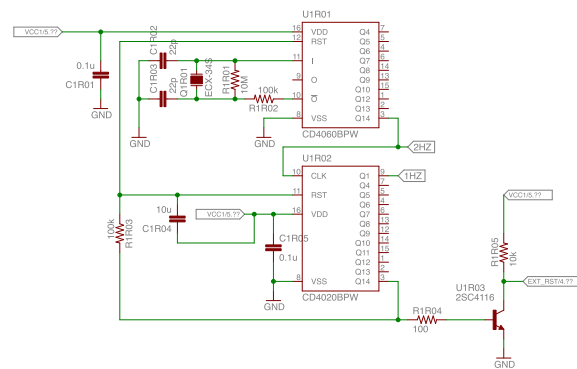 U1R01
VCC1/5.??
16
VDD
Q4
7
12
RST
Q5
5
C1R02
22p
Q6
4
Q7
6
0.1u
C1R01
11
I
Q8
14
C1R03
22p
Q1R01
ECX-34S
R1R01
10M
9
O
Q9
13
Q10
15
100k
R1R02
10
O
Q12
1
Q13
2
GND
8
VSS
Q14
3
GND
GND
CD4060BPW
2HZ
U1R02
10
CLK
Q1
9
1HZ
Q4
7
11
RST
Q5
5
Q6
4
10u
C1R04
VCC1/5.??
16
VDD
Q7
6
Q8
13
Q9
12
Q10
14
Q11
15
Q12
1
100k
R1R03
C1R05
0.1u
Q13
2
8
VSS
Q14
3
GND
CD4020BPW
VCC1/5.??
R1R05
10k
EXT_RST/4.??
U1R03
2SC4116
R1R04
100
GND